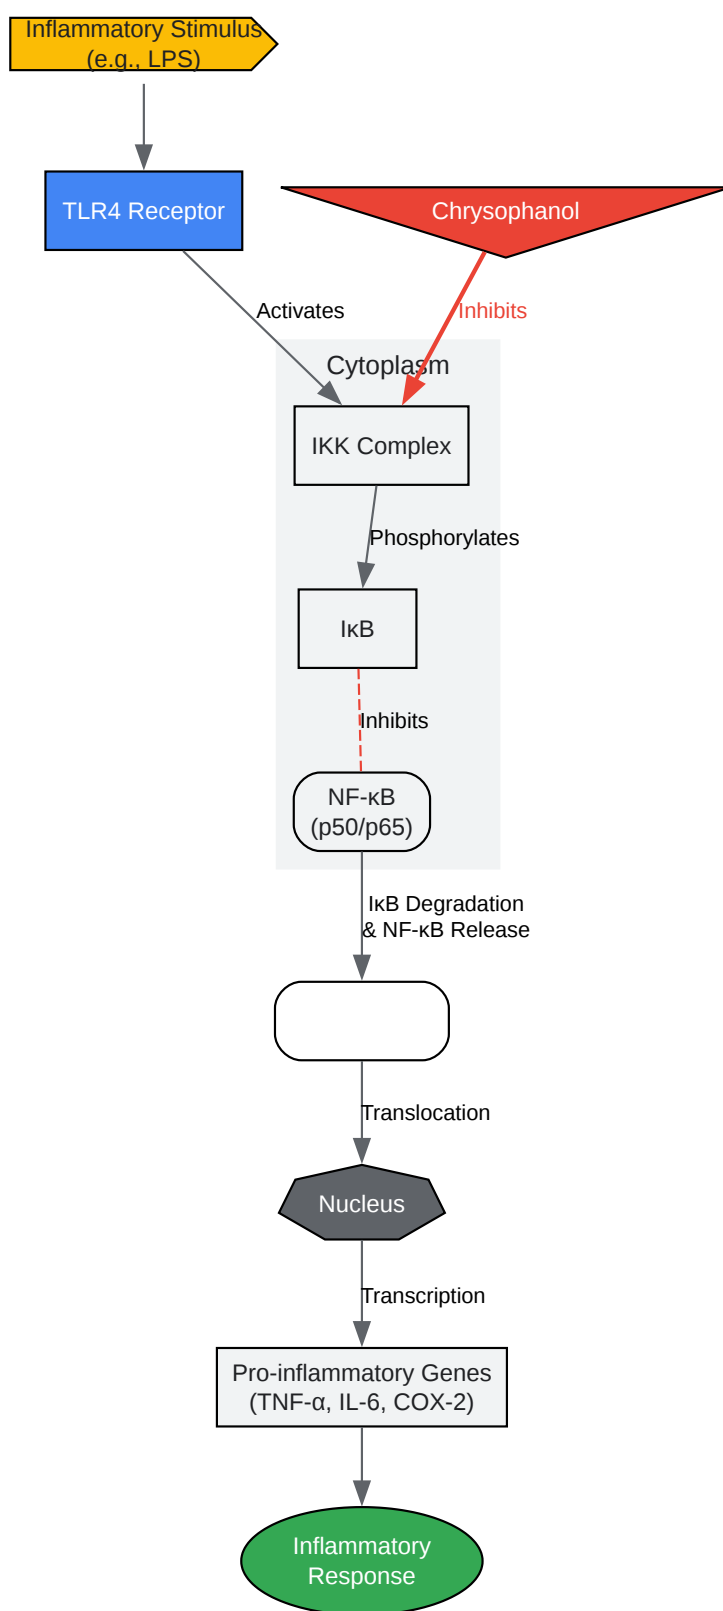 Inflammatory Stimulus
(e.g., LPS)
TLR4 Receptor
Chrysophanol
Activates
Inhibits
Cytoplasm
IKK Complex
Phosphorylates
IκB
Inhibits
NF-κB
(p50/p65)
IκB Degradation
& NF-κB Release
Translocation
Nucleus
Transcription
Pro-inflammatory Genes
(TNF-α, IL-6, COX-2)
Inflammatory
Response